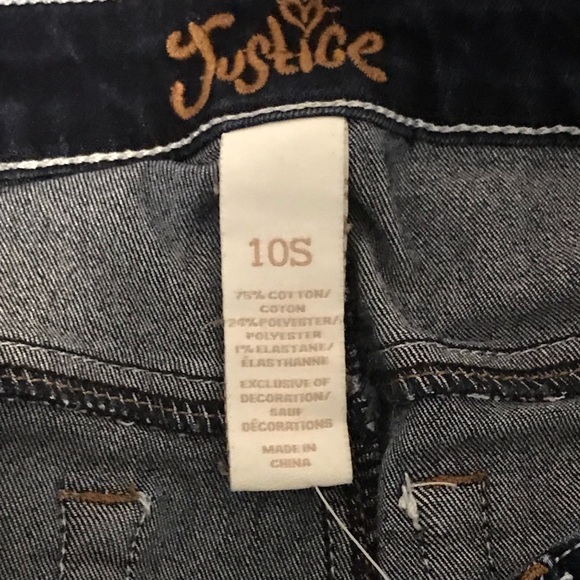 Justice
10S
75% COTTON/
COTON
24% POLYESTER/
POLYESTER
1% ELASTANE/
ÉLASTHANNE
EXCLUSIVE OF
DECORATION/
SAUF
DÉCORATIONS
MADE IN
CHINA